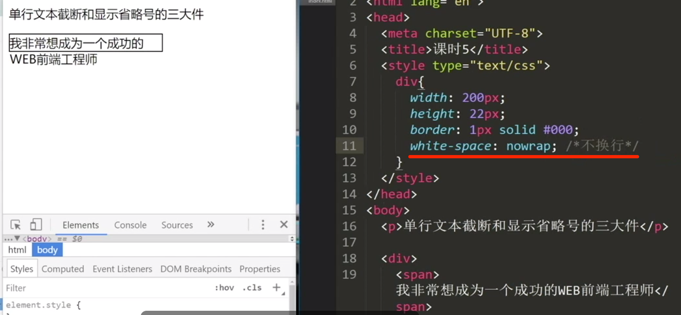 单行文本截断和显示省略号的三大件
我非常想成为一个成功的
WEB前端工程师
Elements Console Sources »
<body> == $0
html body
Styles Computed Event Listeners DOM Breakpoints Properties
Filter :hov .cls +
element.style {
2 <html lang="en">
3 <head>
4 <meta charset="UTF-8">
5 <title>课时5</title>
6 <style type="text/css">
7 div{
8 width: 200px;
9 height: 22px;
10 border: 1px solid #000;
11 white-space: nowrap; /*不换行*/
12 }
13 </style>
14 </head>
15 <body>
16 <p>单行文本截断和显示省略号的三大件</p>
17
18 <div>
19 <span>
我非常想成为一个成功的WEB前端工程师</
span>